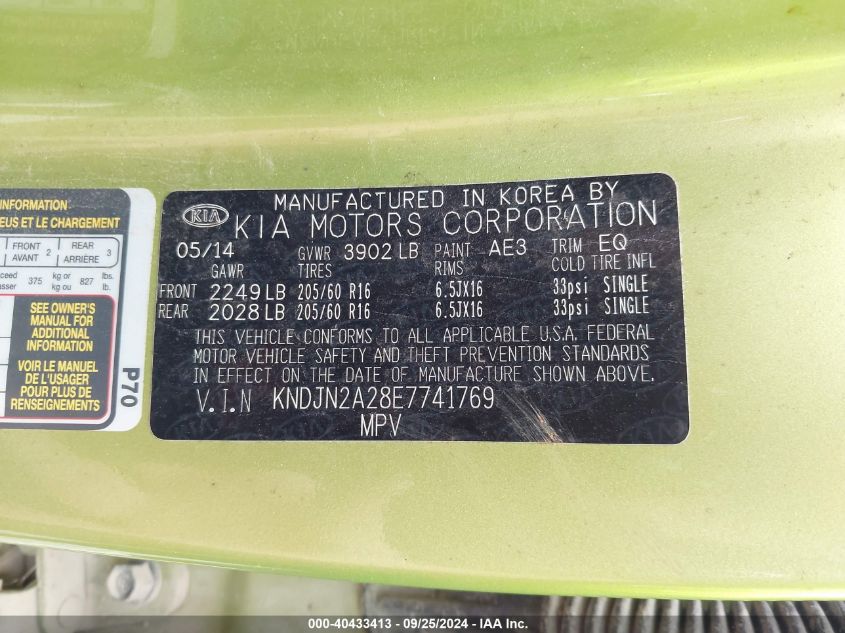 INFORMATION
EUS ET LE CHARGEMENT
FRONT 2 REAR 3
AVANT ARRIÈRE
375 kg or 827 lbs.
kg ou lb.
SEE OWNER'S
MANUAL FOR
ADDITIONAL
INFORMATION
VOIR LE MANUEL
DE L'USAGER
POUR PLUS DE
RENSEIGNEMENTS
P70
MANUFACTURED IN KOREA BY
KIA KIA MOTORS CORPORATION
05/14 GVWR 3902 LB PAINT AE3 TRIM EQ
GAWR TIRES RIMS COLD TIRE INFL
FRONT 2249 LB 205/60 R16 6.5JX16 33psi SINGLE
REAR 2028 LB 205/60 R16 6.5JX16 33psi SINGLE
THIS VEHICLE CONFORMS TO ALL APPLICABLE U.S.A. FEDERAL
MOTOR VEHICLE SAFETY AND THEFT PREVENTION STANDARDS
IN EFFECT ON THE DATE OF MANUFACTURE SHOWN ABOVE.
V.I.N KNDJN2A28E7741769
MPV
000-40433413 - 09/25/2024 - IAA Inc.